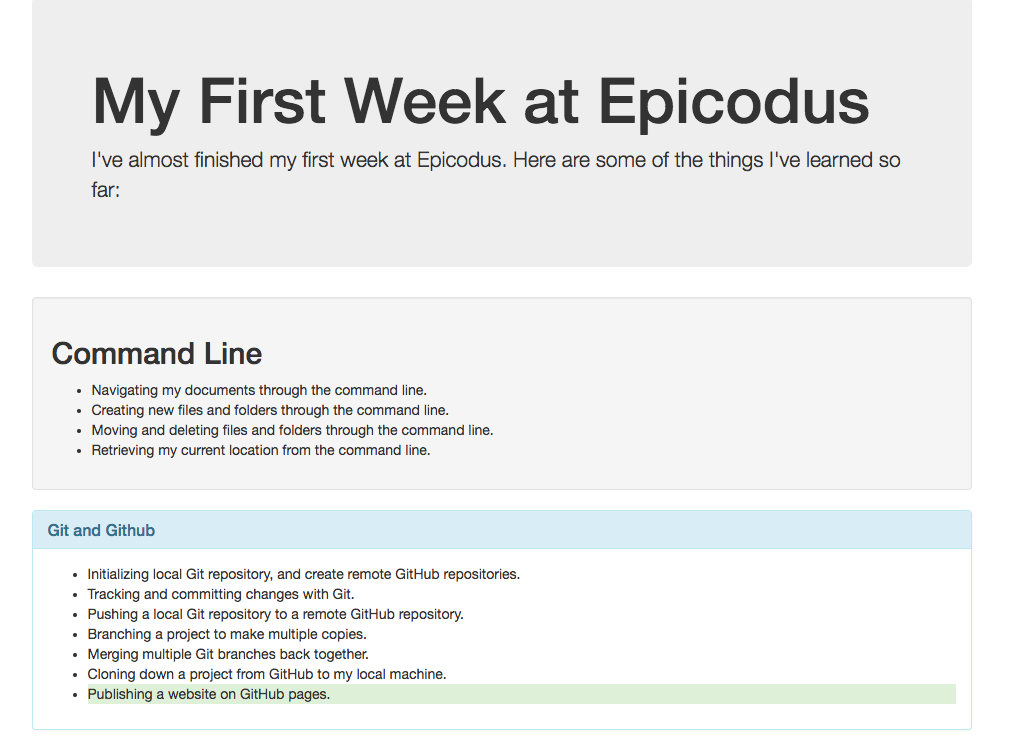 My First Week at Epicodus
I've almost finished my first week at Epicodus. Here are some of the things I've learned so
far:
Command Line
• Navigating my documents through the command line.
• Creating new files and folders through the command line.
• Moving and deleting files and folders through the command line.
• Retrieving my current location from the command line.
Git and Github
• Initializing local Git repository, and create remote GitHub repositories.
• Tracking and committing changes with Git.
• Pushing a local Git repository to a remote GitHub repository.
• Branching a project to make multiple copies.
• Merging multiple Git branches back together.
• Cloning down a project from GitHub to my local machine.
• Publishing a website on GitHub pages.